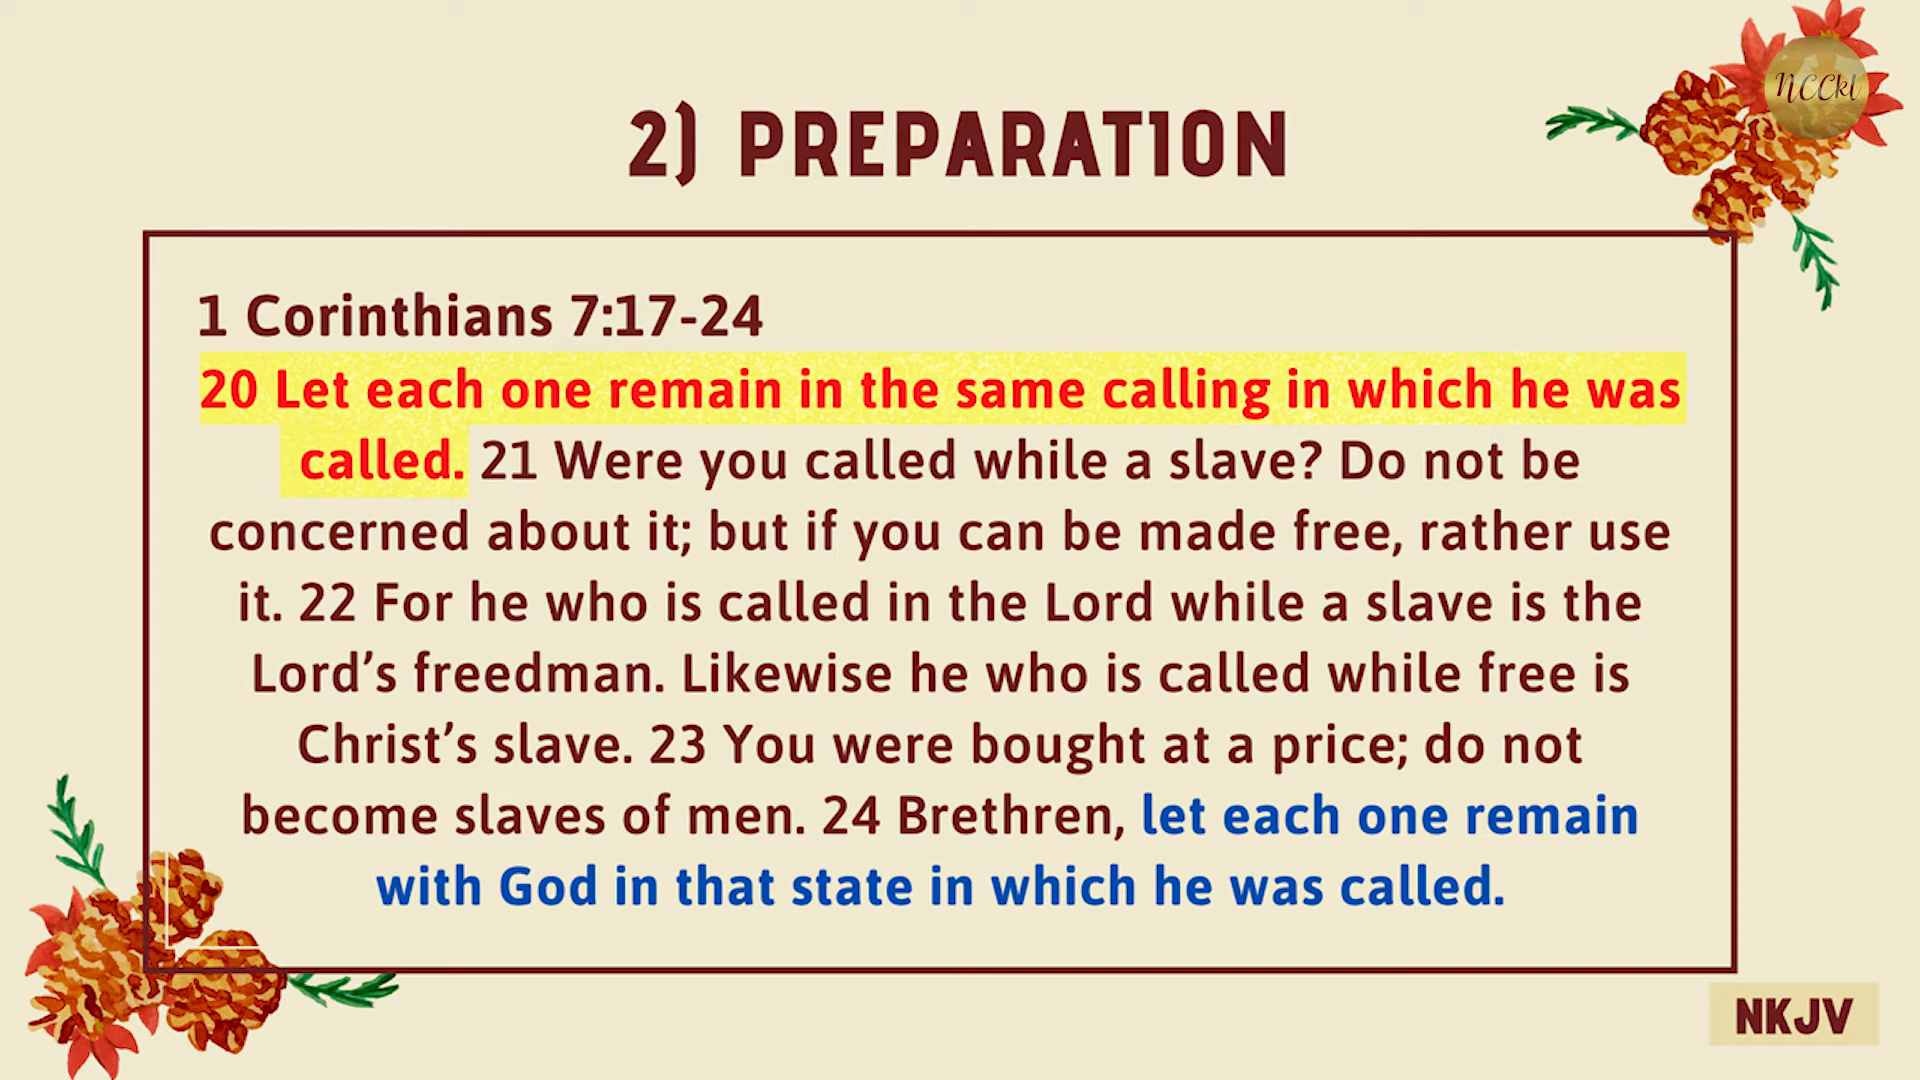 NCCkl
2) PREPARATION
1 Corinthians 7:17-24
20 Let each one remain in the same calling in which he was
called. 21 Were you called while a slave? Do not be
concerned about it; but if you can be made free, rather use
it. 22 For he who is called in the Lord while a slave is the
Lord’s freedman. Likewise he who is called while free is
Christ’s slave. 23 You were bought at a price; do not
become slaves of men. 24 Brethren, let each one remain
with God in that state in which he was called.
NKJV